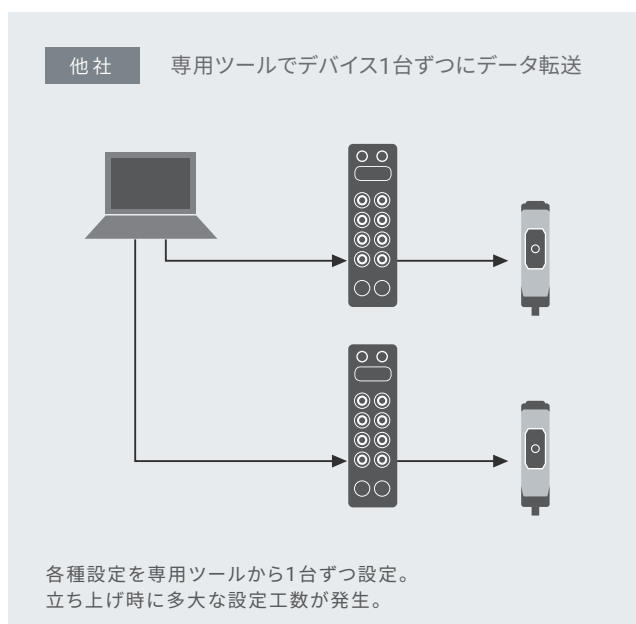 他社
専用ツールでデバイス1台ずつにデータ転送
各種設定を専用ツールから1台ずつ設定。
立ち上げ時に多大な設定工数が発生。